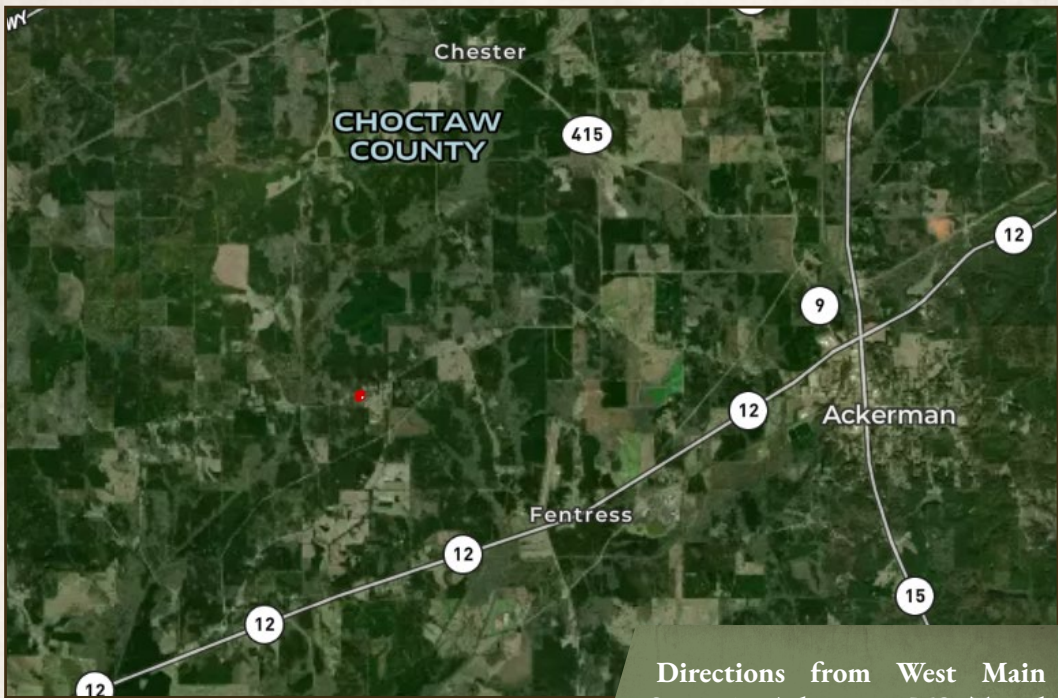 WY
Chester
CHOCTAW
COUNTY
415
12
9
12
Ackerman
Fentress
12
12
15
12
Directions from West Main